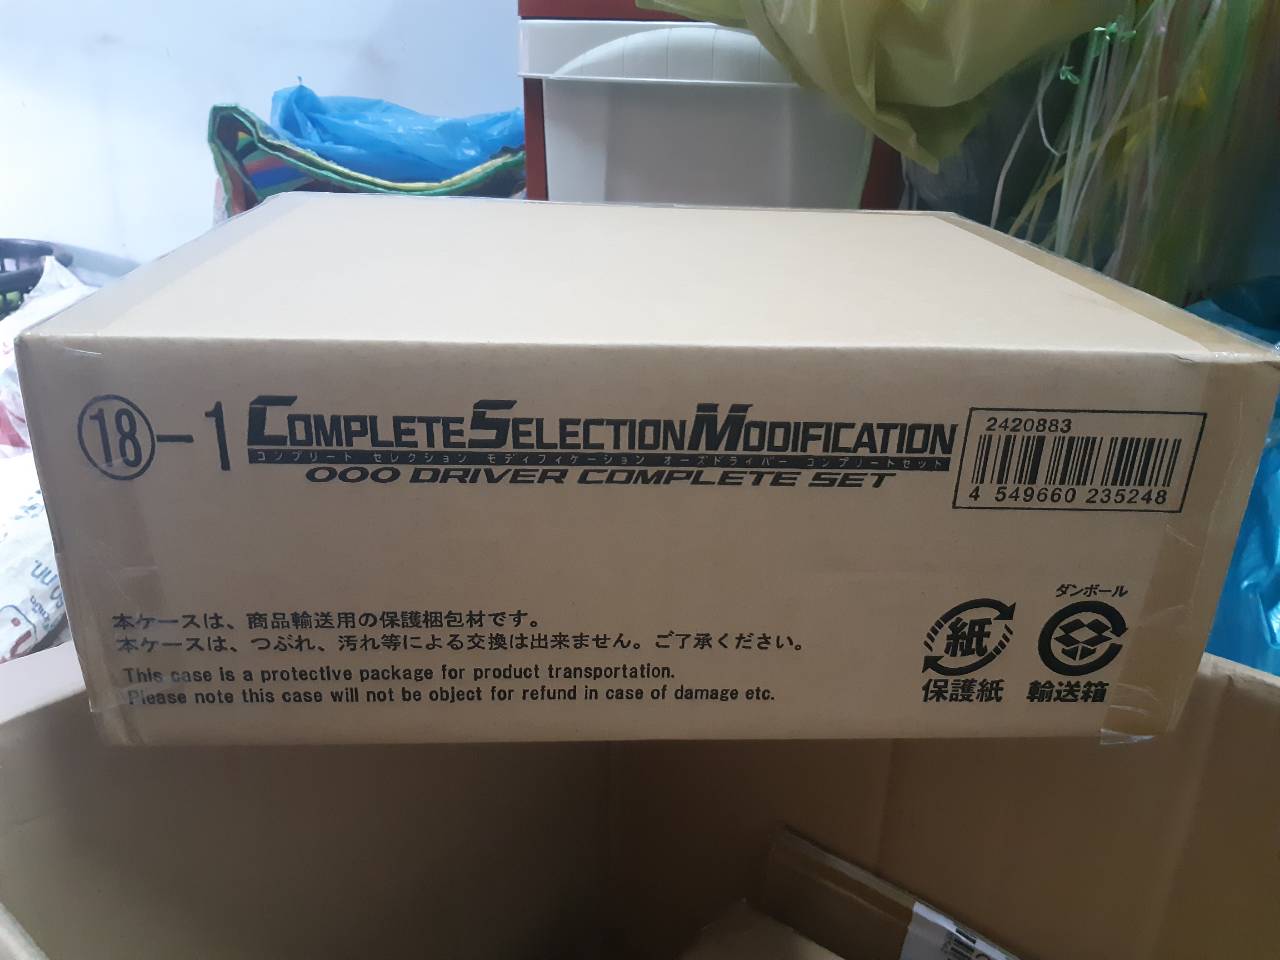 18-1
COMPLETE SELECTION MODIFICATION
コンプリート セレクション モディフィケーション オーズドライバー コンプリートセット
OOO DRIVER COMPLETE SET
2420883
4 549660 235248
本ケースは、商品輸送用の保護梱包材です。
本ケースは、つぶれ、汚れ等による交換は出来ません。ご了承ください。
This case is a protective package for product transportation.
Please note this case will not be object for refund in case of damage etc.
紙
保護紙
ダンボール
輸送箱